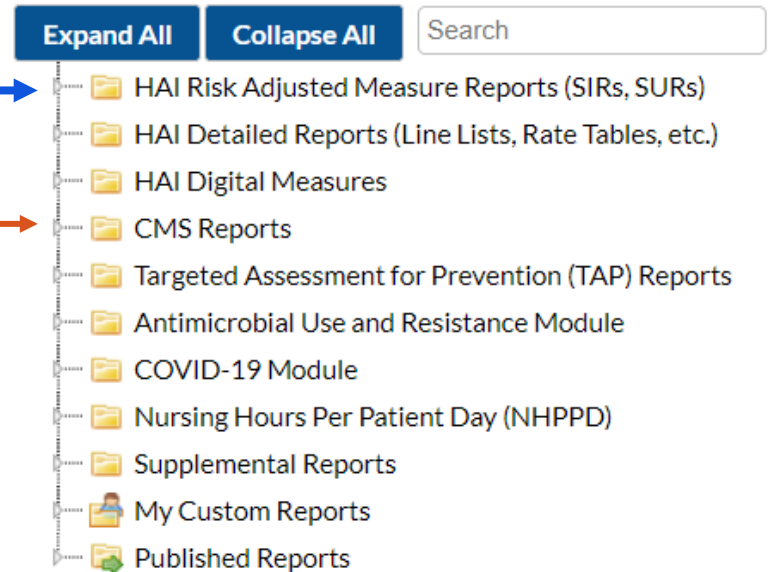 Expand All Collapse All Search
HAI Risk Adjusted Measure Reports (SIRs, SURs)
HAI Detailed Reports (Line Lists, Rate Tables, etc.)
HAI Digital Measures
CMS Reports
Targeted Assessment for Prevention (TAP) Reports
Antimicrobial Use and Resistance Module
COVID-19 Module
Nursing Hours Per Patient Day (NHPPD)
Supplemental Reports
My Custom Reports
Published Reports